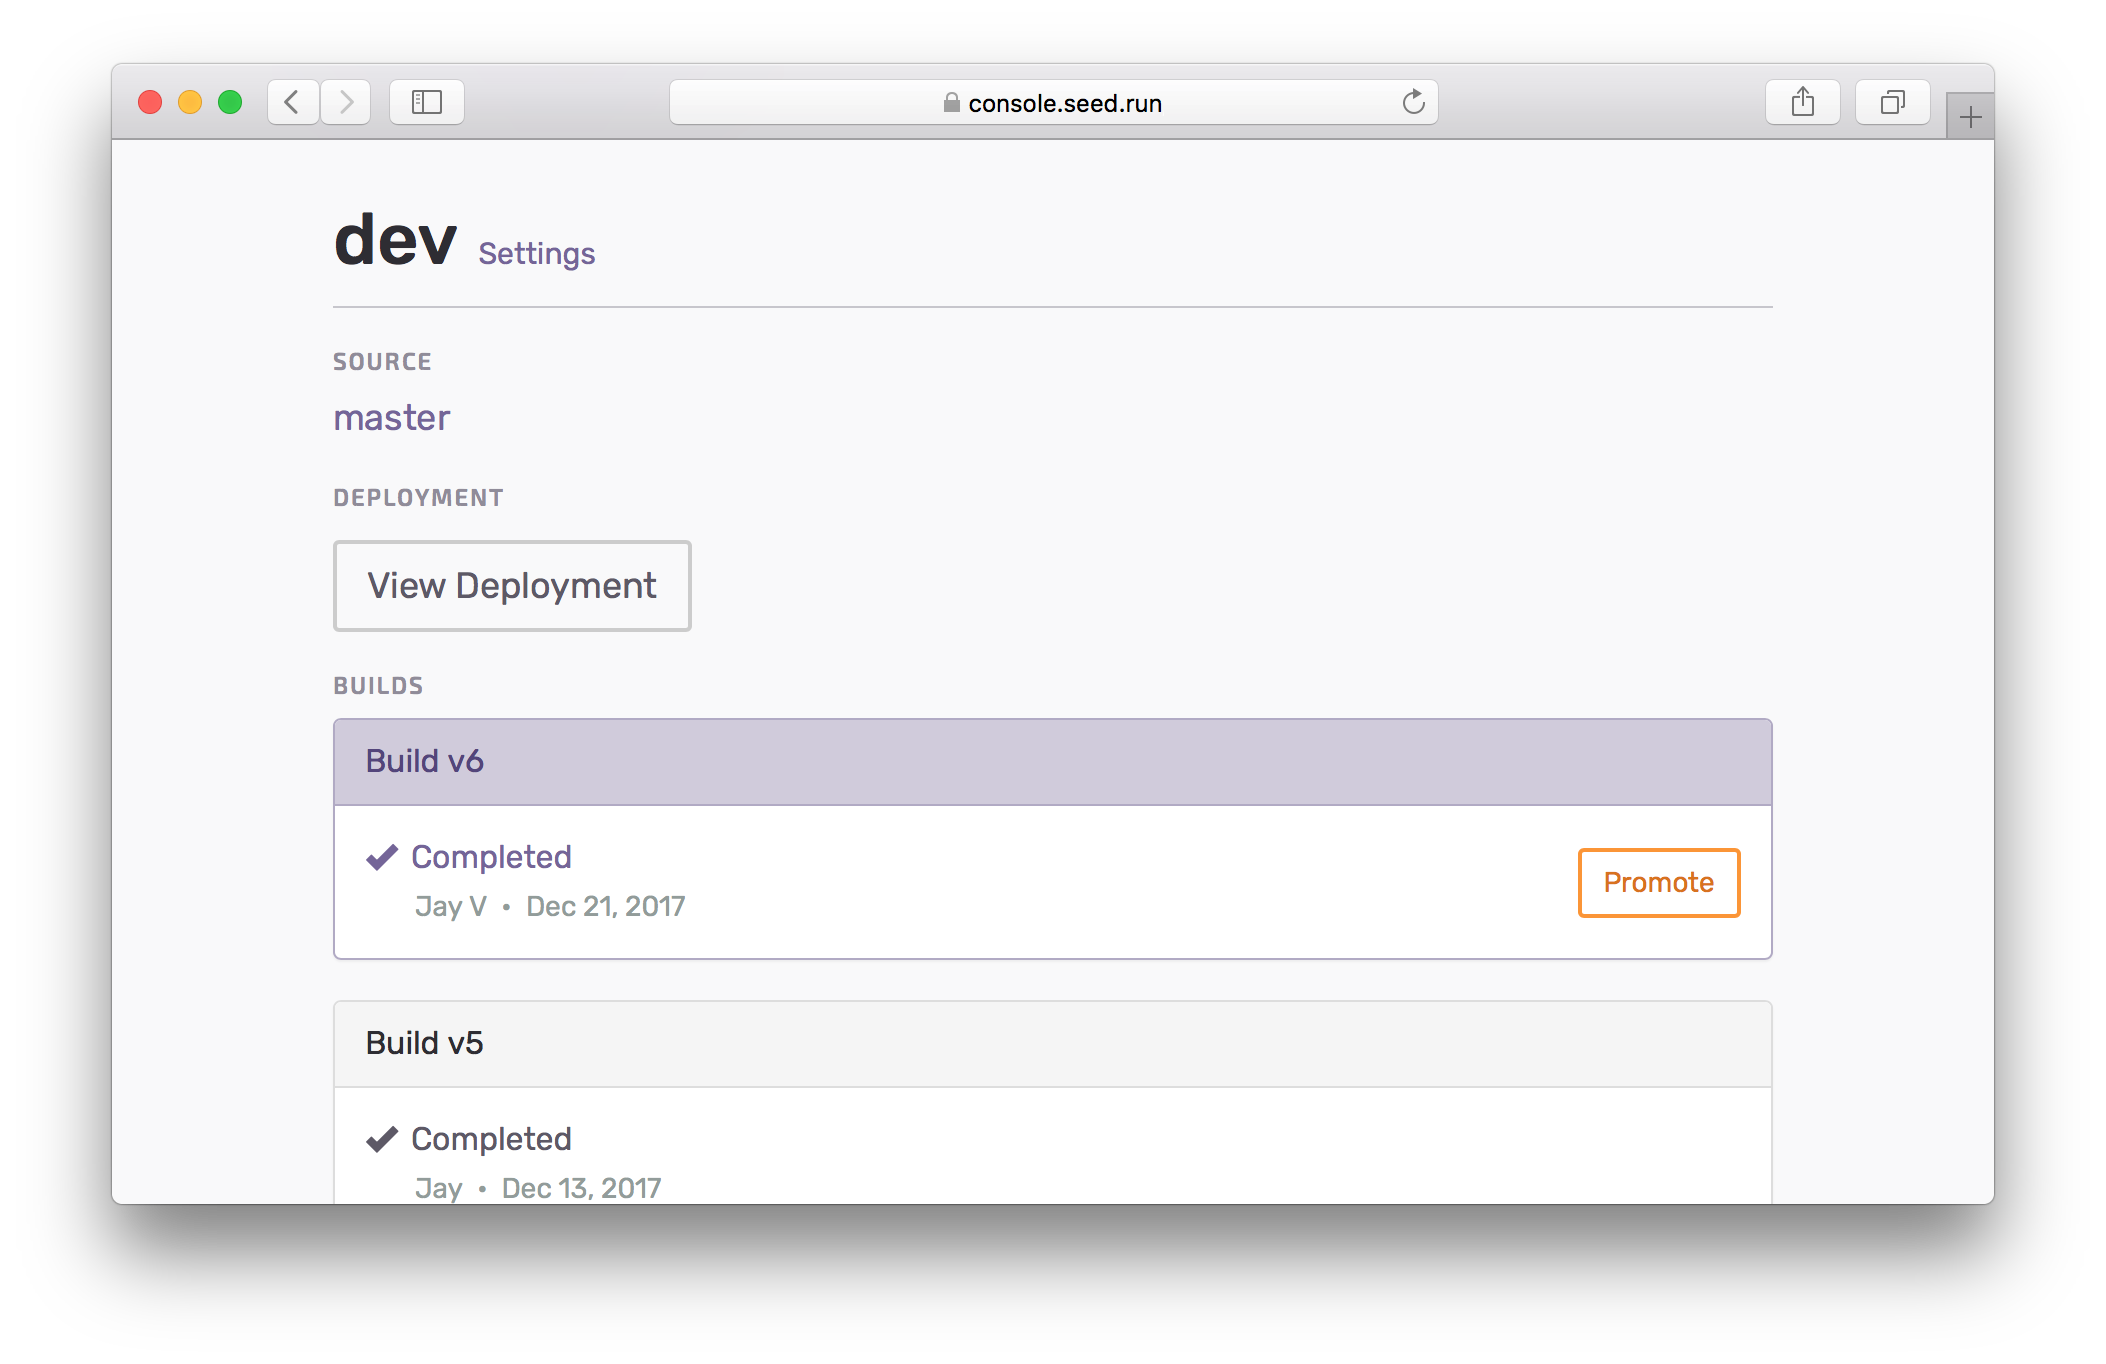 console.seed.run
dev Settings
SOURCE
master
DEPLOYMENT
View Deployment
BUILDS
Build v6
Completed
Promote
Jay V • Dec 21, 2017
Build v5
Completed
Jay • Dec 13, 2017